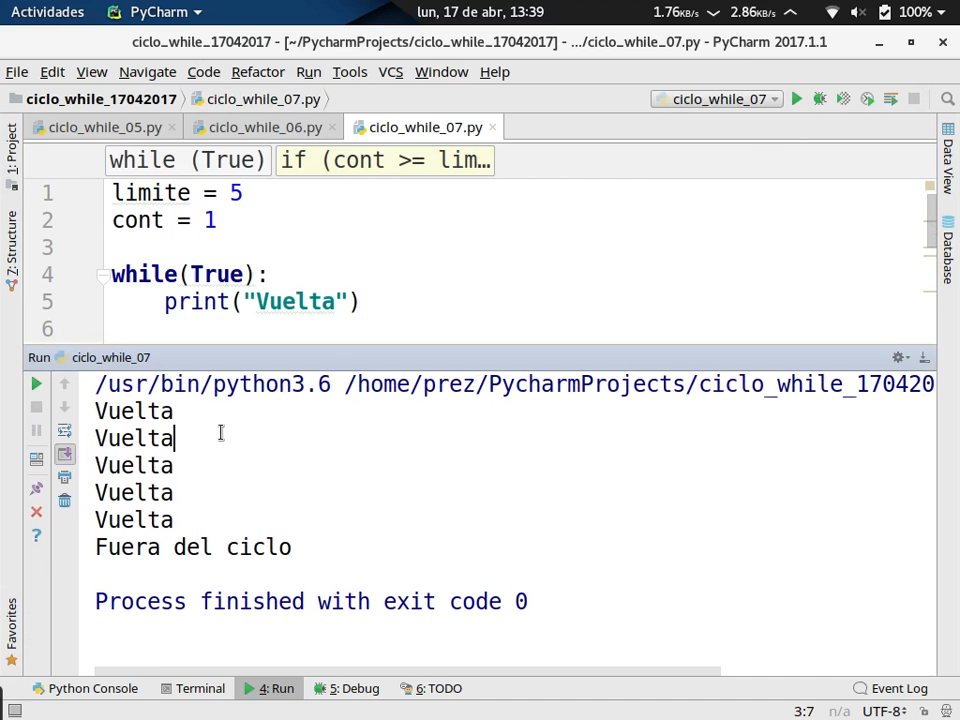 Actividades PyCharm lun, 17 de abr, 13:39 1.76KB/s 2.86KB/s 100%
ciclo_while_17042017 - [~/PycharmProjects/ciclo_while_17042017] - .../ciclo_while_07.py - PyCharm 2017.1.1
File Edit View Navigate Code Refactor Run Tools VCS Window Help
ciclo_while_17042017 ciclo_while_07.py ciclo_while_07
ciclo_while_05.py ciclo_while_06.py ciclo_while_07.py
while (True) if (cont >= lim…
1 limite = 5
2 cont = 1
3
4 while(True):
5 print("Vuelta")
6
1: Project
7: Structure
Favorites
Data View
Database
Run ciclo_while_07
/usr/bin/python3.6 /home/prez/PycharmProjects/ciclo_while_170420
Vuelta
Vuelta
Vuelta
Vuelta
Vuelta
Fuera del ciclo
Process finished with exit code 0
Python Console Terminal 4: Run 5: Debug 6: TODO Event Log
3:7 n/a UTF-8